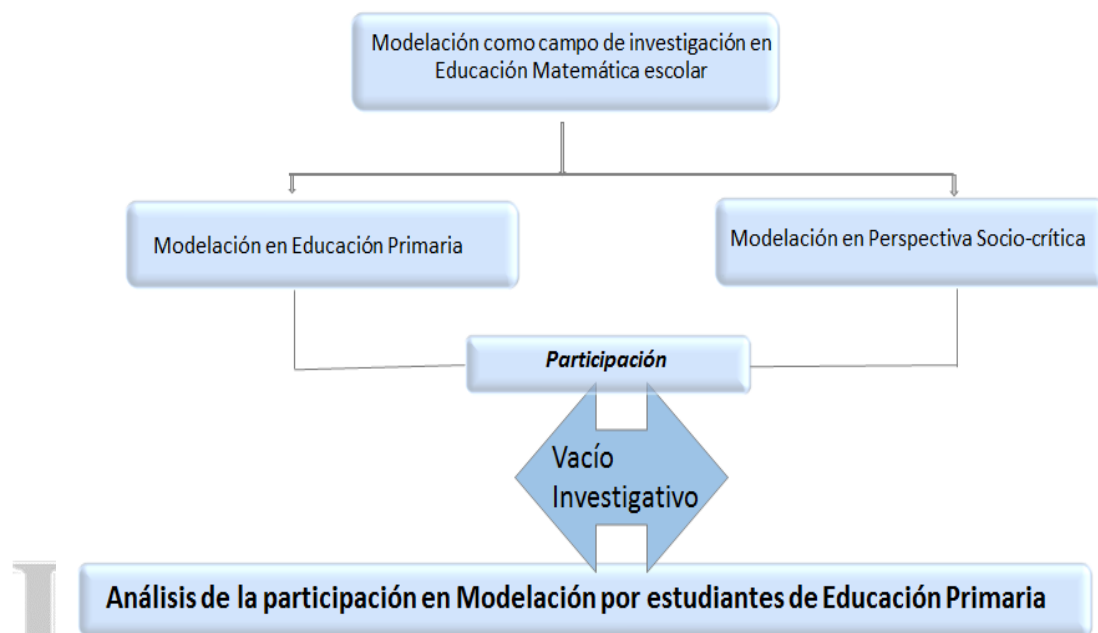 Modelación como campo de investigación en
Educación Matemática escolar
Modelación en Educación Primaria
Modelación en Perspectiva Socio-crítica
Participación
Vacío
Investigativo
Análisis de la participación en Modelación por estudiantes de Educación Primaria